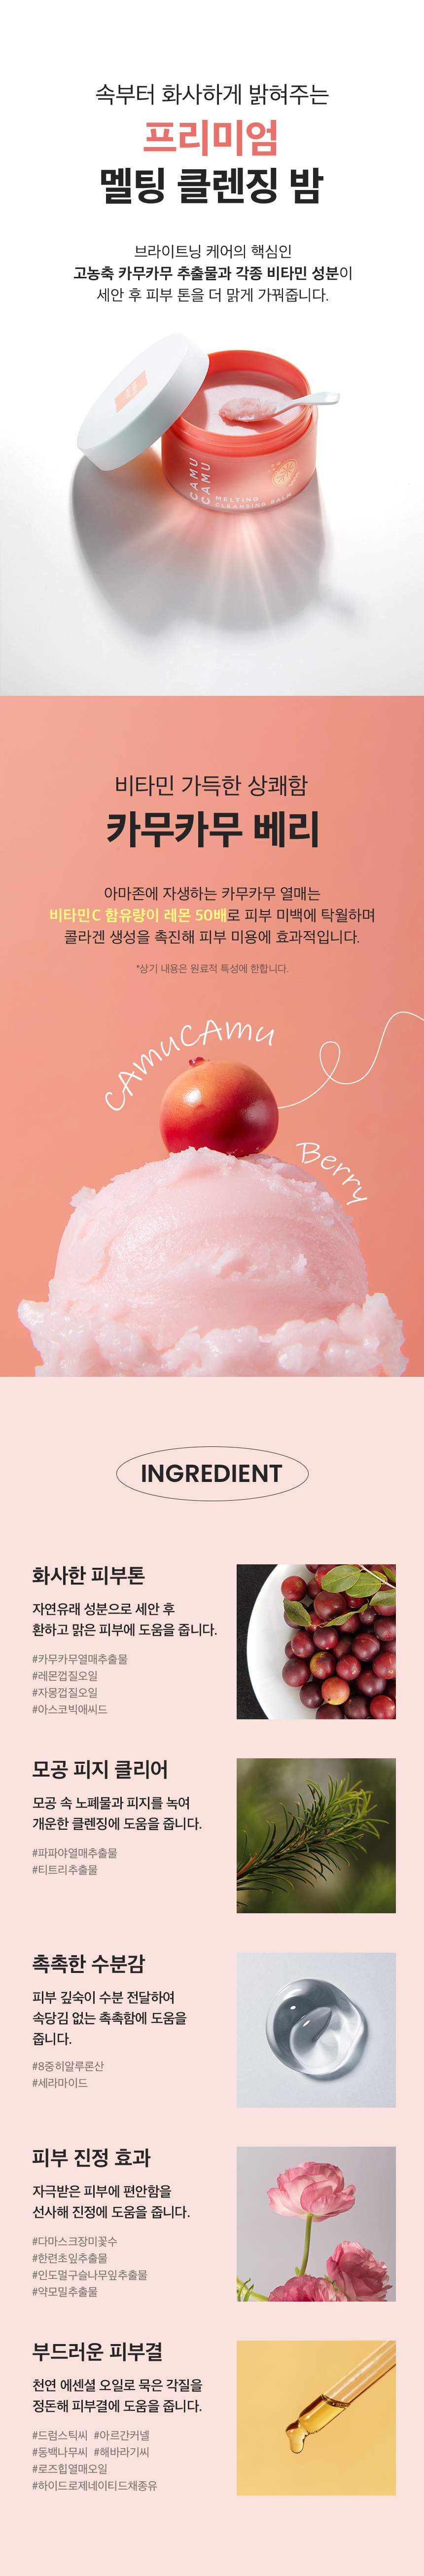 속부터 화사하게 밝혀주는
프리미엄
멜팅 클렌징 밤
브라이트닝 케어의 핵심인
고농축 카무카무 추출물과 각종 비타민 성분이
세안 후 피부 톤을 더 맑게 가꿔줍니다.
CAMU
CAMU
MELTING
CLEANSING BALM
비타민 가득한 상쾌함
카무카무 베리
아마존에 자생하는 카무카무 열매는
비타민C 함유량이 레몬 50배로 피부 미백에 탁월하며
콜라겐 생성을 촉진해 피부 미용에 효과적입니다.
*상기 내용은 원료적 특성에 한합니다.
CAmuCAmu
Berry
INGREDIENT
화사한 피부톤
자연유래 성분으로 세안 후
환하고 맑은 피부에 도움을 줍니다.
#카무카무열매추출물
#레몬껍질오일
#자몽껍질오일
#아스코빅애씨드
모공 피지 클리어
모공 속 노폐물과 피지를 녹여
개운한 클렌징에 도움을 줍니다.
#파파야열매추출물
#티트리추출물
촉촉한 수분감
피부 깊숙이 수분 전달하여
속당김 없는 촉촉함에 도움을
줍니다.
#8중히알루론산
#세라마이드
피부 진정 효과
자극받은 피부에 편안함을
선사해 진정에 도움을 줍니다.
#다마스크장미꽃수
#한련초잎추출물
#인도멀구슬나무잎추출물
#약모밀추출물
부드러운 피부결
천연 에센셜 오일로 묵은 각질을
정돈해 피부결에 도움을 줍니다.
#드럼스틱씨 #아르간커넬
#동백나무씨 #해바라기씨
#로즈힙열매오일
#하이드로제네이티드채종유